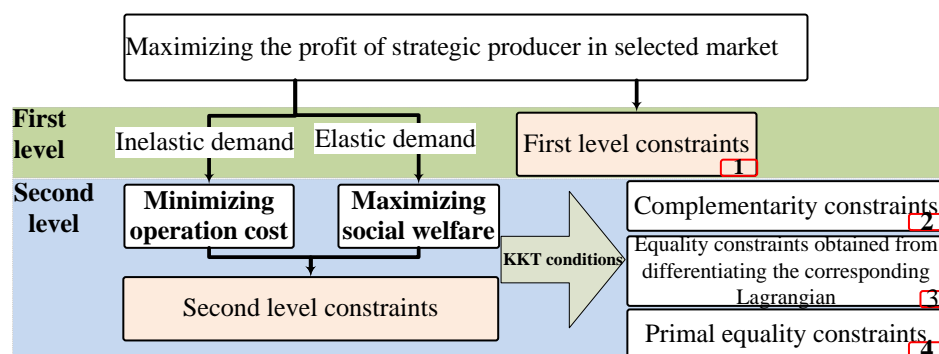 Maximizing the profit of strategic producer in selected market
First
level
Inelastic demand
Elastic demand
First level constraints
1
Second
level
Minimizing
operation cost
Maximizing
social welfare
Second level constraints
KKT conditions
Complementarity constraints
2
Equality constraints obtained from
differentiating the corresponding
Lagrangian
3
Primal equality constraints
4